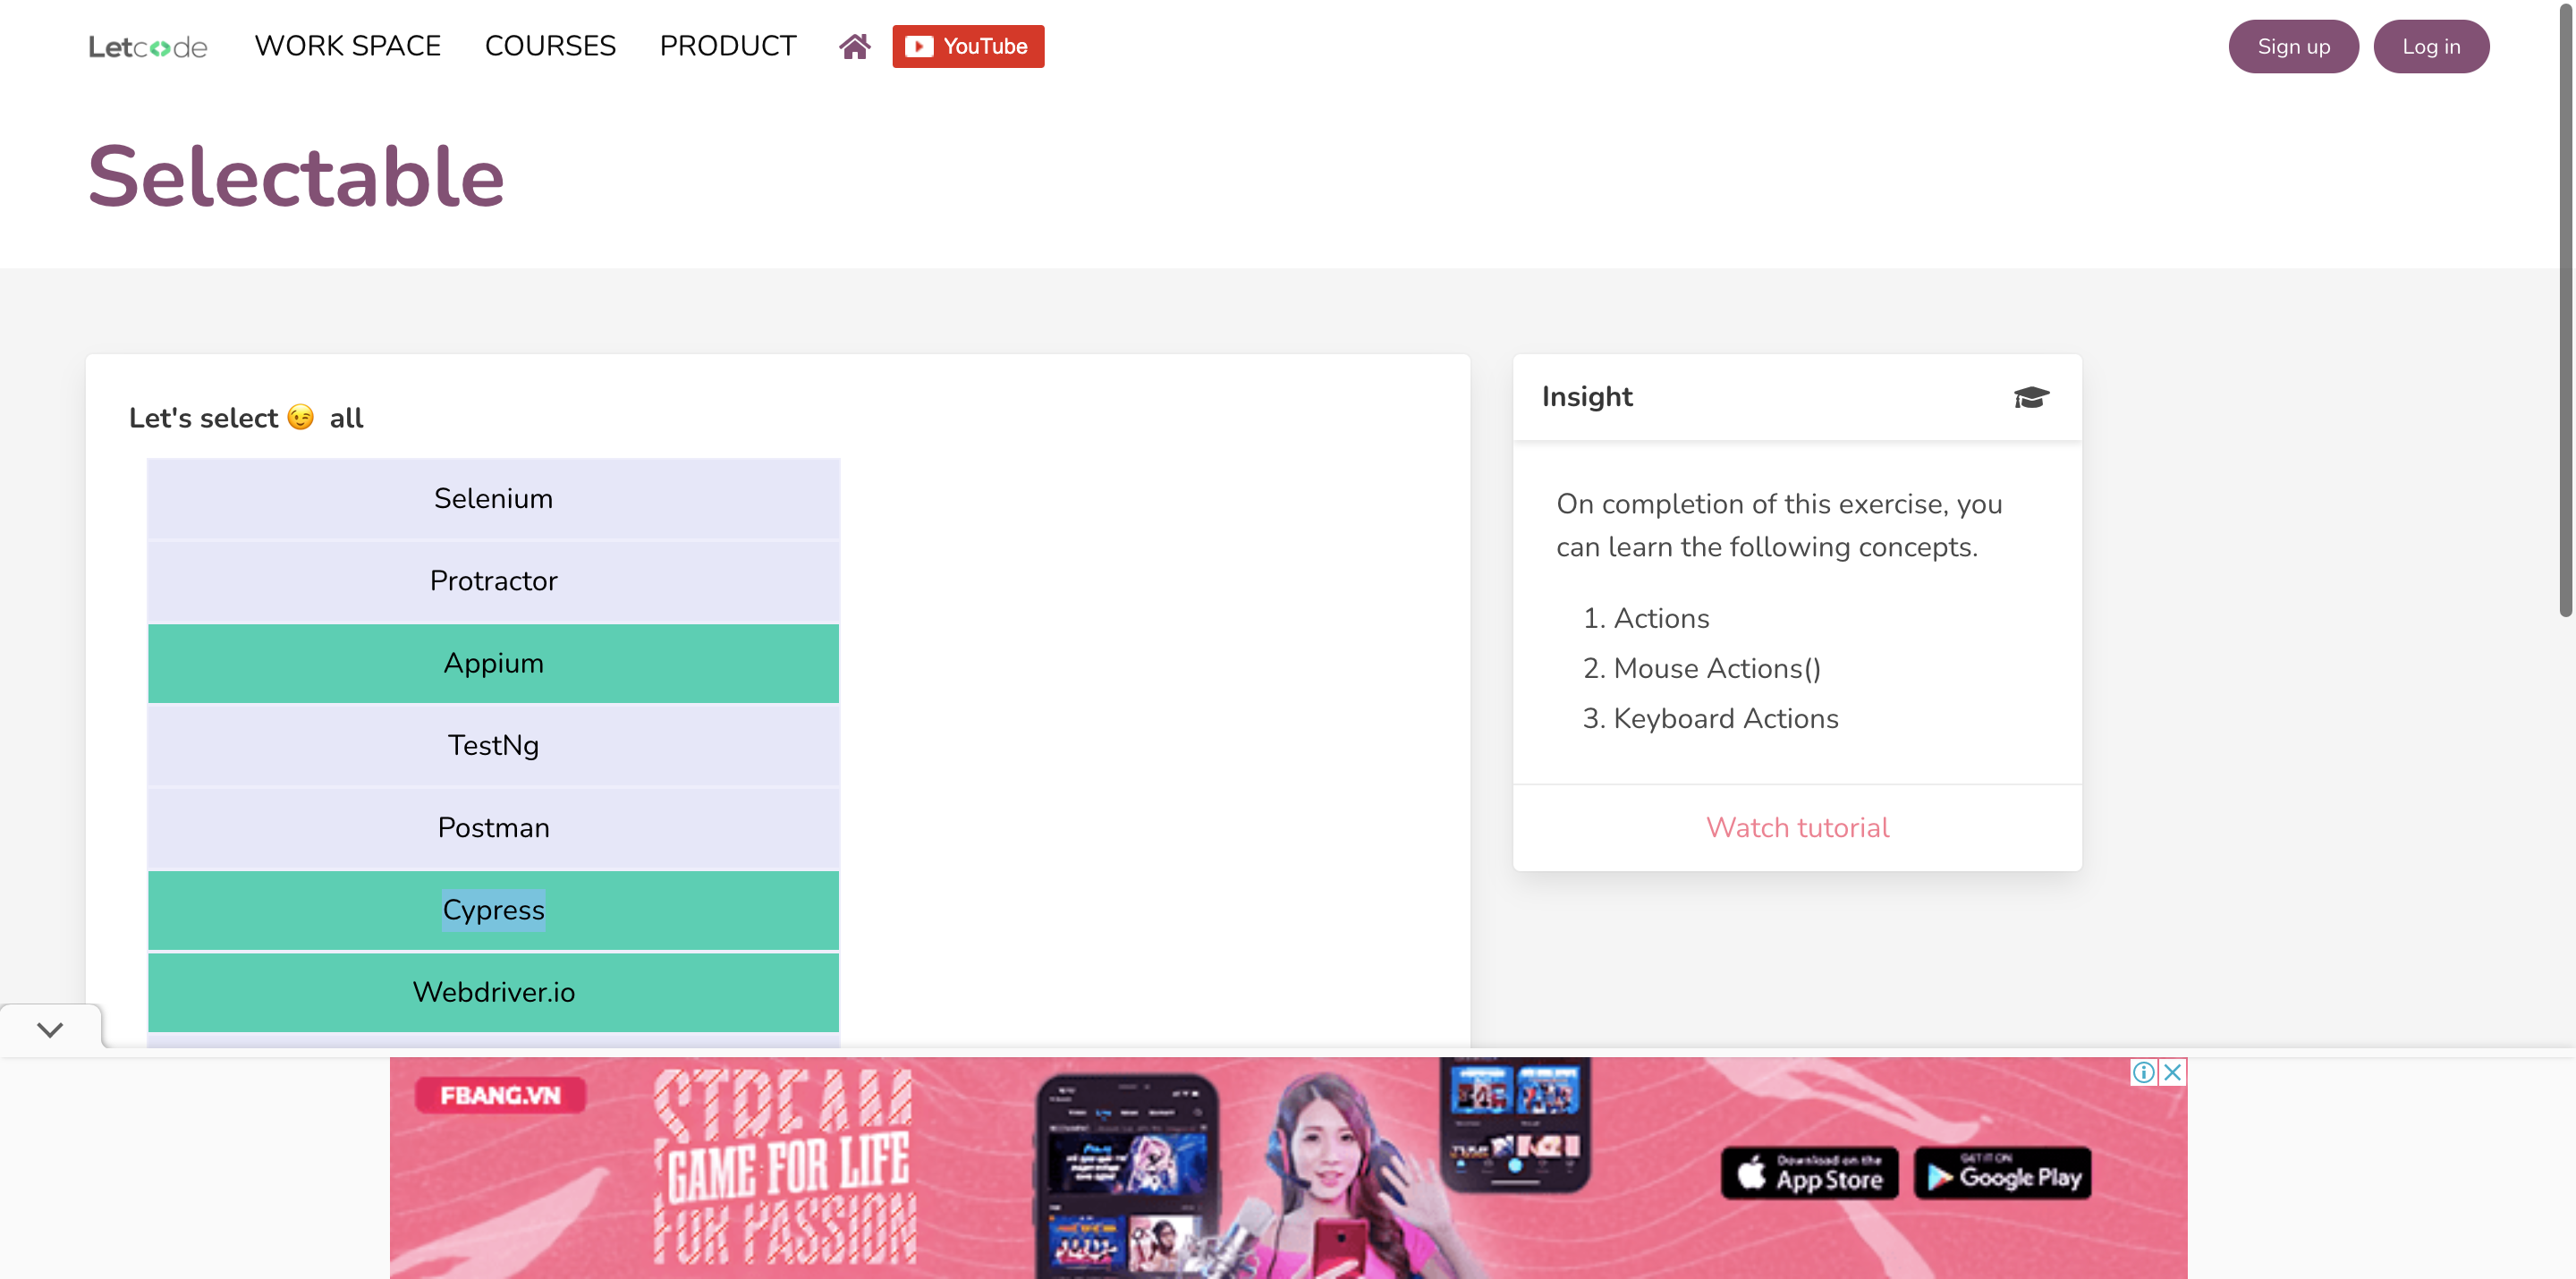 Letcode WORK SPACE COURSES PRODUCT YouTube Sign up Log in
Selectable
Let's select 😉 all
Selenium
Protractor
Appium
TestNg
Postman
Cypress
Webdriver.io
Insight
On completion of this exercise, you
can learn the following concepts.
1. Actions
2. Mouse Actions()
3. Keyboard Actions
Watch tutorial
FBANG.VN
STREAM
GAME FOR LIFE
FOR PASSION
Download on the
App Store
GET IT ON
Google Play